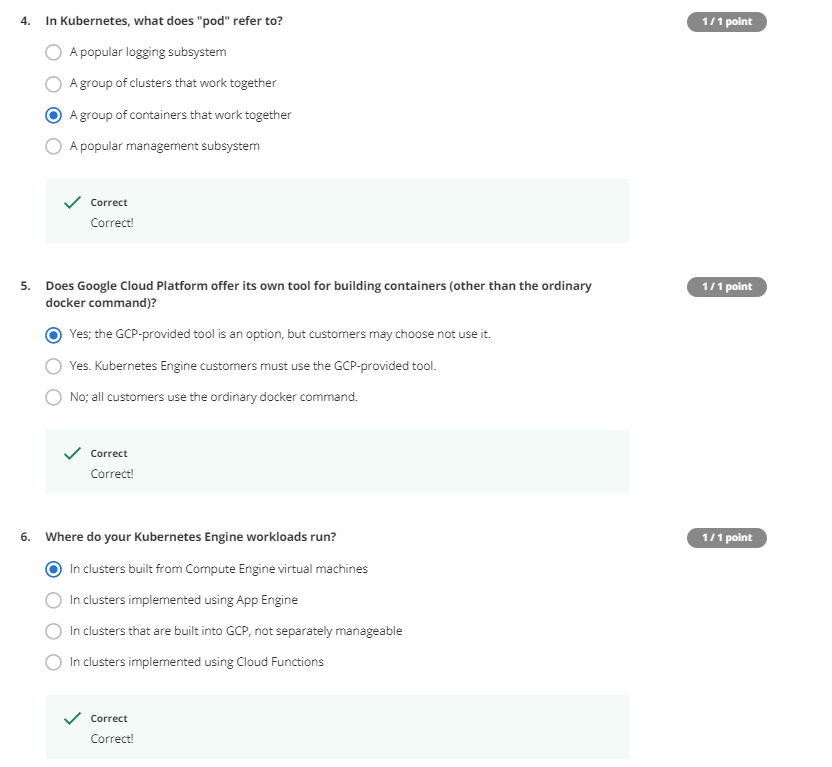 4. In Kubernetes, what does "pod" refer to?
1 / 1 point
A popular logging subsystem
A group of clusters that work together
A group of containers that work together
A popular management subsystem
Correct
Correct!
5. Does Google Cloud Platform offer its own tool for building containers (other than the ordinary
docker command)?
1 / 1 point
Yes; the GCP-provided tool is an option, but customers may choose not use it.
Yes. Kubernetes Engine customers must use the GCP-provided tool.
No; all customers use the ordinary docker command.
Correct
Correct!
6. Where do your Kubernetes Engine workloads run?
1 / 1 point
In clusters built from Compute Engine virtual machines
In clusters implemented using App Engine
In clusters that are built into GCP, not separately manageable
In clusters implemented using Cloud Functions
Correct
Correct!